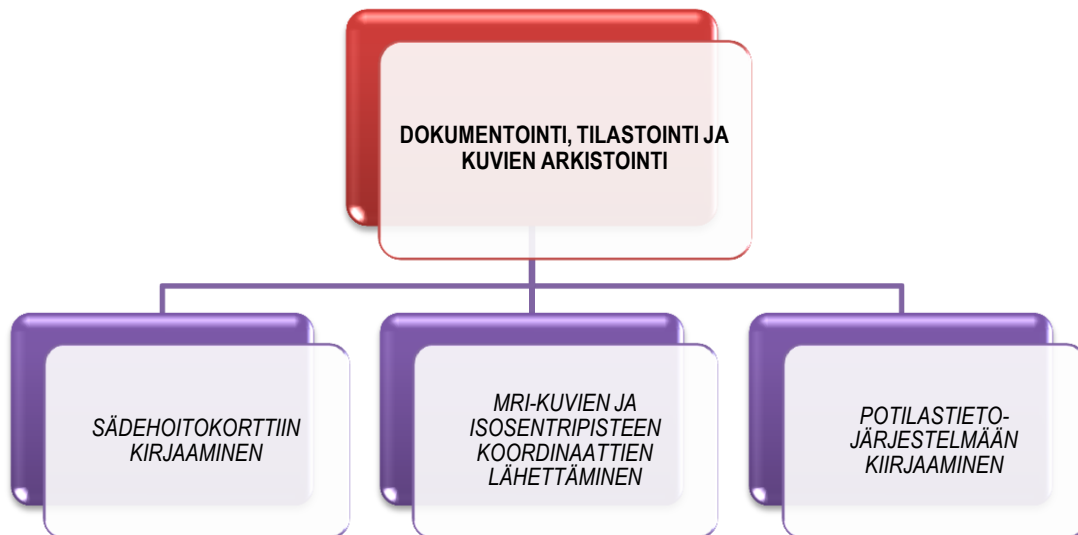 DOKUMENTOINTI, TILASTOINTI JA
KUVIEN ARKISTOINTI
SÄDEHOITOKORTTIIN
KIRJAAMINEN
MRI-KUVIEN JA
ISOSENTRIPISTEEN
KOORDINAATTIEN
LÄHETTÄMINEN
POTILASTIETO-
JÄRJESTELMÄÄN
KIIRJAAMINEN